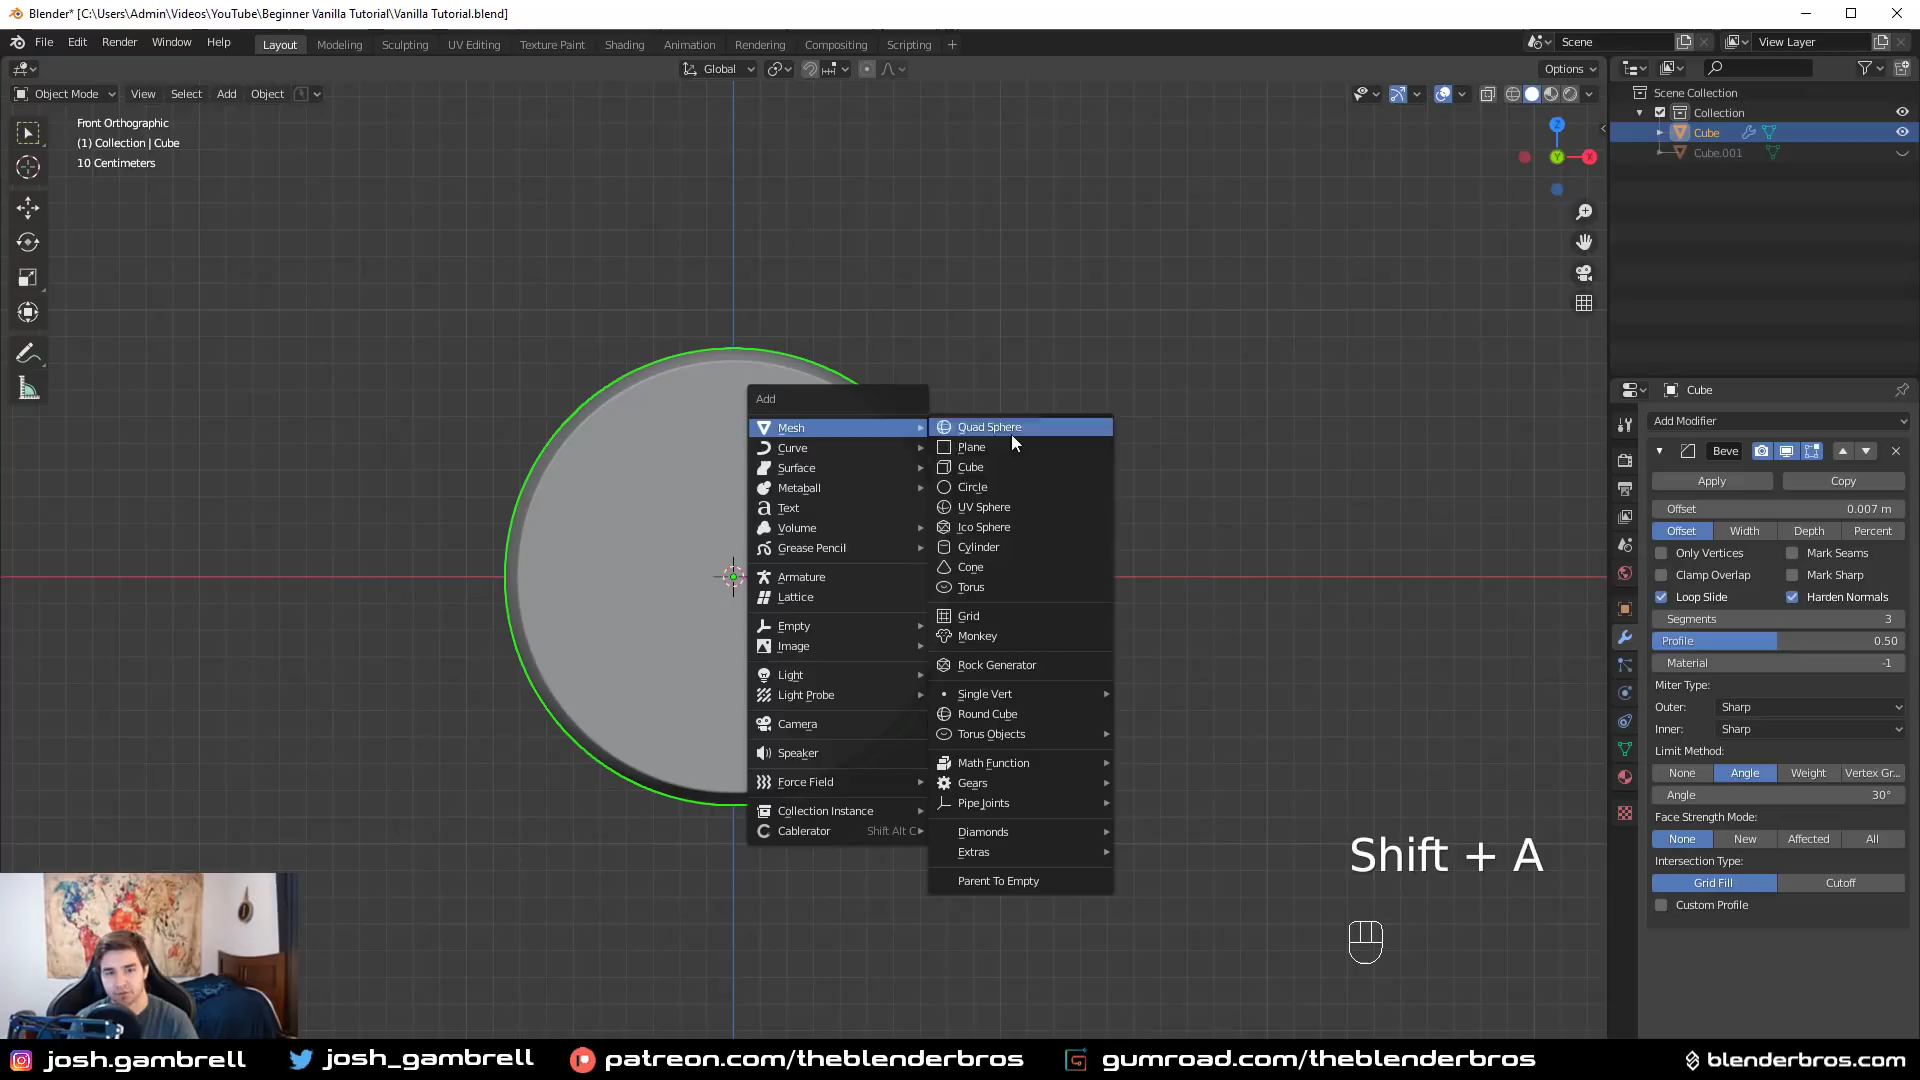 Blender* [C:\Users\Admin\Videos\YouTube\Beginner Vanilla Tutorial\Vanilla Tutorial.blend]
File Edit Render Window Help
Layout Modeling Sculpting UV Editing Texture Paint Shading Animation Rendering Compositing Scripting +
Scene
View Layer
Global
Options
Object Mode View Select Add Object
Front Orthographic
(1) Collection | Cube
10 Centimeters
Z
Y
X
Scene Collection
Collection
Cube
Cube.001
Add
Mesh
Curve
Surface
Metaball
Text
Volume
Grease Pencil
Armature
Lattice
Empty
Image
Light
Light Probe
Camera
Speaker
Force Field
Collection Instance
Cablerator Shift Alt C
Quad Sphere
Plane
Cube
Circle
UV Sphere
Ico Sphere
Cylinder
Cone
Torus
Grid
Monkey
Rock Generator
Single Vert
Round Cube
Torus Objects
Math Function
Gears
Pipe Joints
Diamonds
Extras
Parent To Empty
Cube
Add Modifier
Beve
Apply Copy
Offset 0.007 m
Offset Width Depth Percent
Only Vertices Mark Seams
Clamp Overlap Mark Sharp
Loop Slide Harden Normals
Segments 3
Profile 0.50
Material -1
Miter Type:
Outer: Sharp
Inner: Sharp
Limit Method:
None Angle Weight Vertex Gr...
Angle 30°
Face Strength Mode:
None New Affected All
Intersection Type:
Grid Fill Cutoff
Custom Profile
Shift + A
josh.gambrell josh_gambrell patreon.com/theblenderbros gumroad.com/theblenderbros blenderbros.com